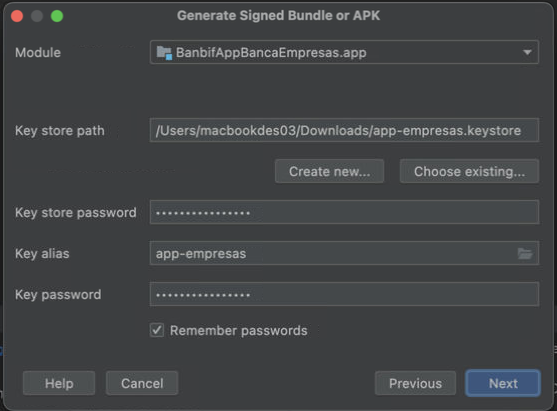 Generate Signed Bundle or APK
Module
BanbifAppBancaEmpresas.app
Key store path
/Users/macbookdes03/Downloads/app-empresas.keystore
Create new...
Choose existing...
Key store password
••••••••••••••••
Key alias
app-empresas
Key password
••••••••••••••••
Remember passwords
Help
Cancel
Previous
Next